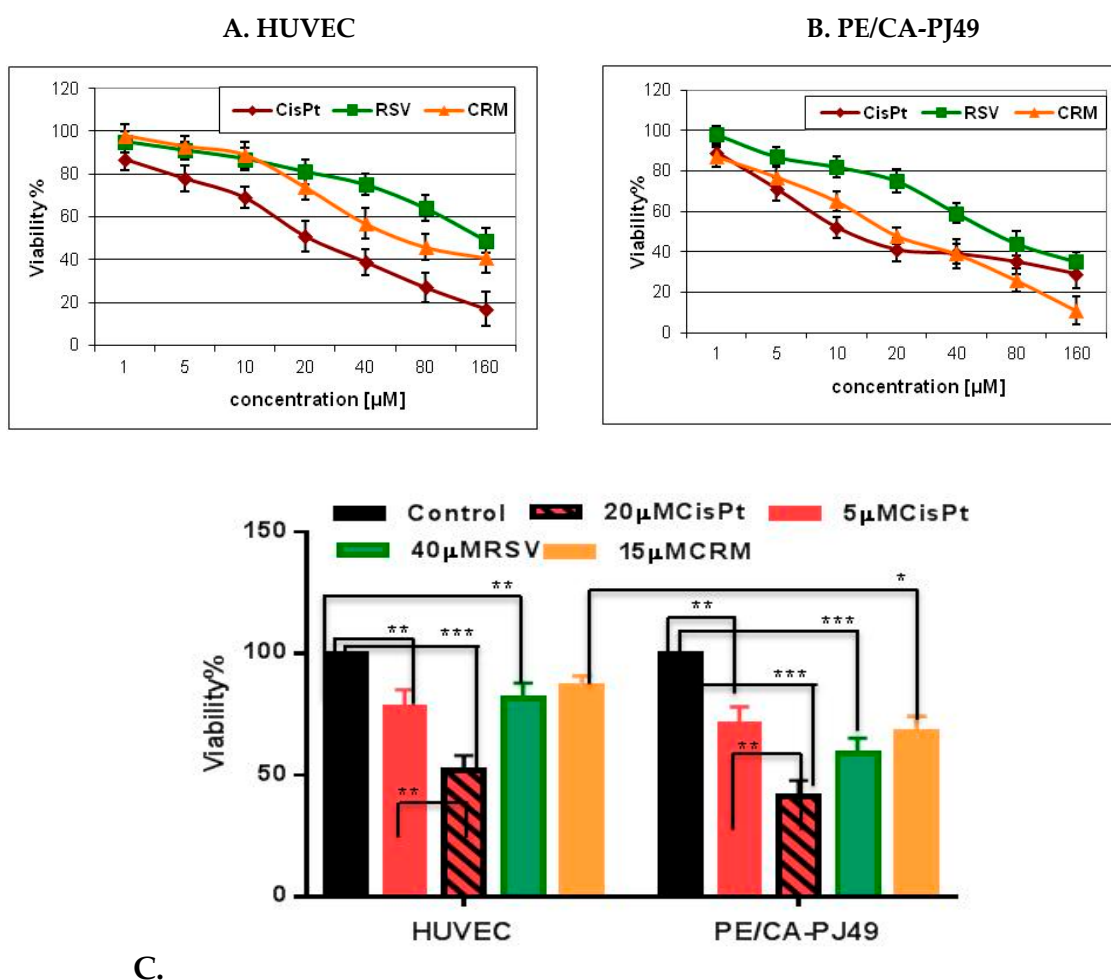 A. HUVEC
B. PE/CA-PJ49
120
100
80
60
40
20
0
Viability%
CisPt RSV CRM
1 5 10 20 40 80 160
concentration [µM]
120
100
80
60
40
20
0
Viability%
CisPt RSV CRM
1 5 10 20 40 80 160
concentration [µM]
Control 20µMCisPt 5µMCisPt
40µMRSV 15µMCRM
150
100
50
0
Viability%
**
**
***
**
*
**
***
***
**
HUVEC PE/CA-PJ49
C.